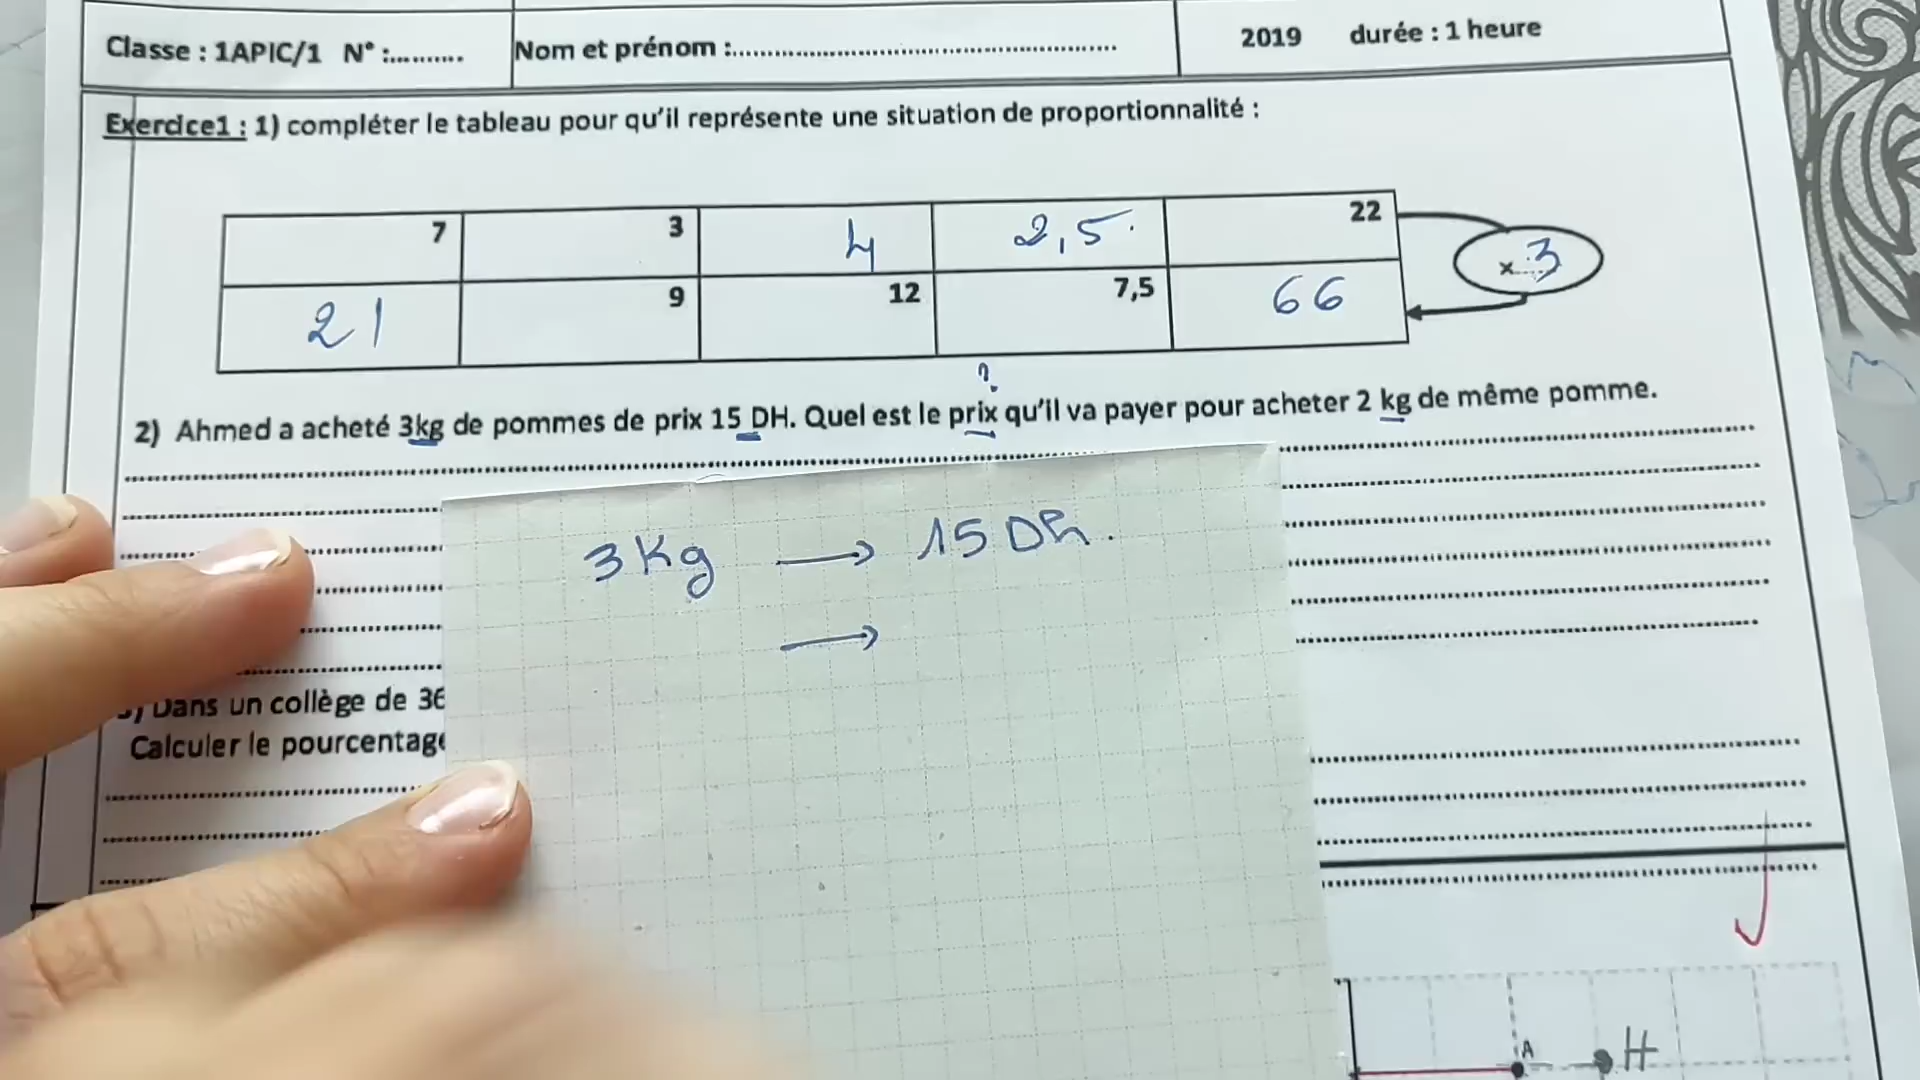 Classe : 1APIC/1 N° :.......... Nom et prénom :.................................................. 2019 durée : 1 heure
Exercice1 : 1) compléter le tableau pour qu'il représente une situation de proportionnalité :
7 3 4 2,5 22
× 3
21 9 12 7,5 66
?
2) Ahmed a acheté 3kg de pommes de prix 15 DH. Quel est le prix qu'il va payer pour acheter 2 kg de même pomme.
3 Kg → 15 Dh.
→
Dans un collège de 36
Calculer le pourcentage
A H